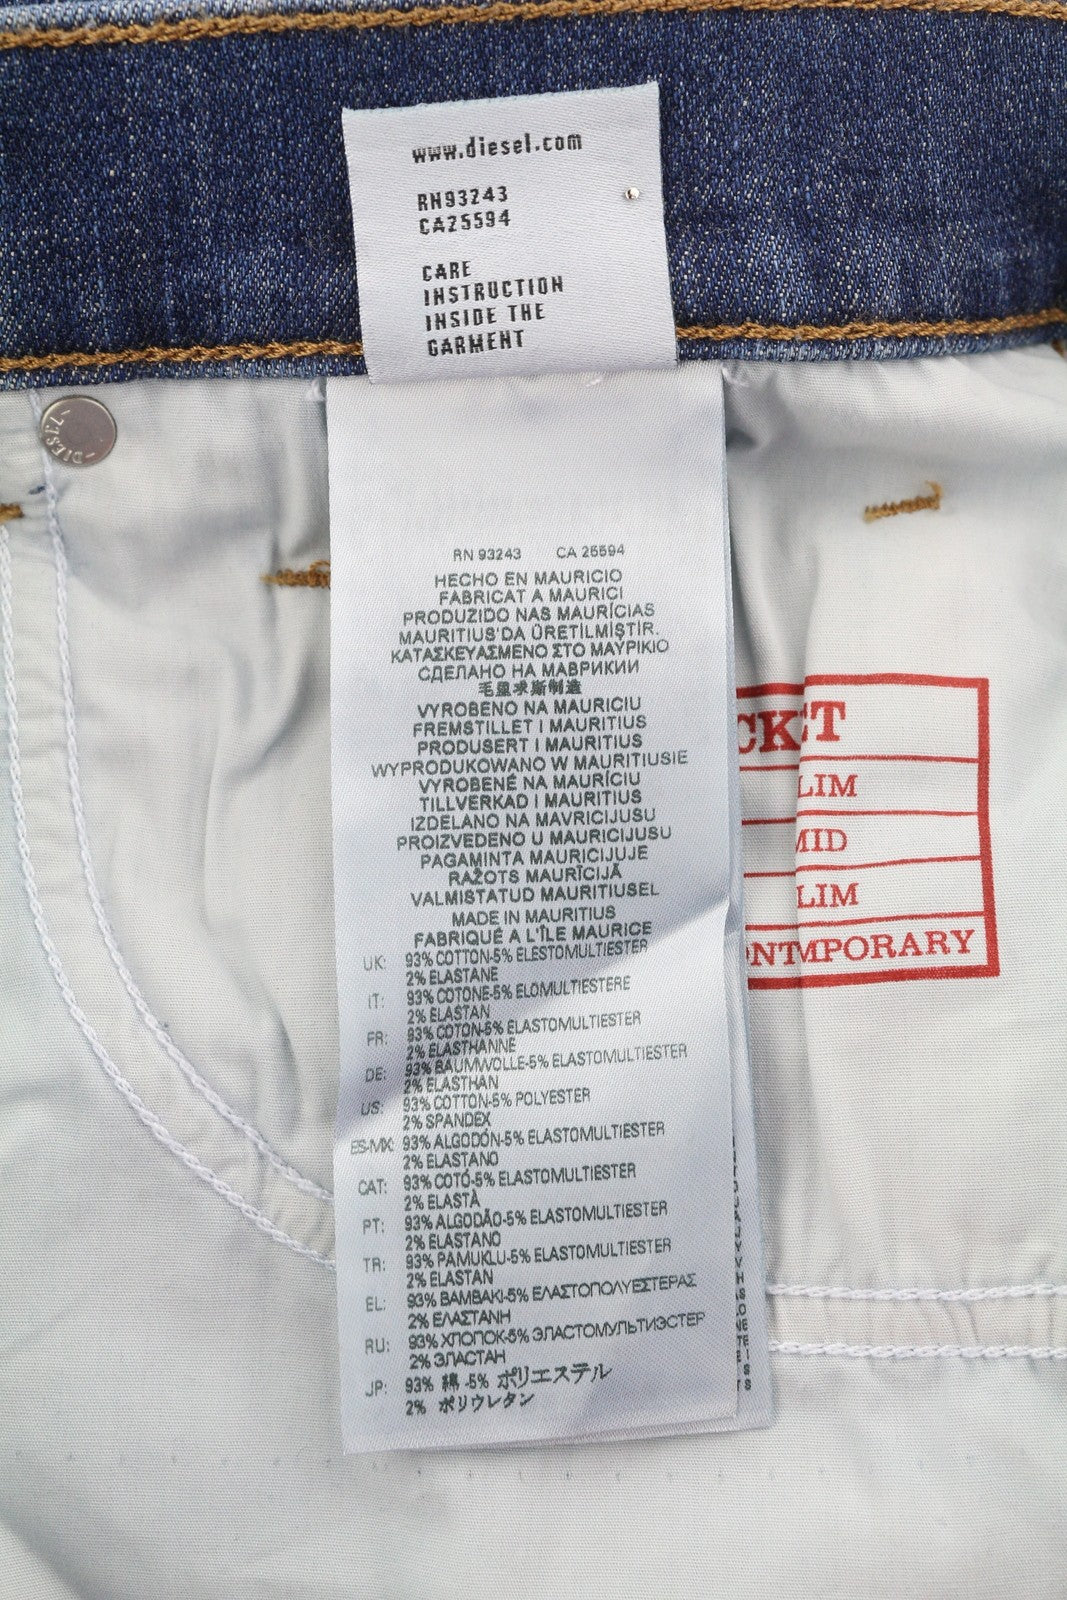 www.diesel.com
RN93243
CA25594
CARE
INSTRUCTION
INSIDE THE
GARMENT
DIESEL
RN 93243 CA 25594
HECHO EN MAURICIO
FABRICAT A MAURICI
PRODUZIDO NAS MAURÍCIAS
MAURITIUS'DA ÜRETİLMİŞTİR.
ΚΑΤΑΣΚΕΥΑΣΜΕΝΟ ΣΤΟ ΜΑΥΡΙΚΙΟ
СДЕЛАНО НА МАВРИКИИ
毛里求斯制造
VYROBENO NA MAURICIU
FREMSTILLET I MAURITIUS
PRODUSERT I MAURITIUS
WYPRODUKOWANO W MAURITIUSIE
VYROBENÉ NA MAURÍCIU
TILLVERKAD I MAURITIUS
IZDELANO NA MAVRICIJUSU
PROIZVEDENO U MAURICIJUSU
PAGAMINTA MAURICIJUJE
RAŽOTS MAURĪCIJĀ
VALMISTATUD MAURITIUSEL
MADE IN MAURITIUS
FABRIQUÉ A L'ÎLE MAURICE
UK: 93% COTTON-5% ELESTOMULTIESTER
2% ELASTANE
IT: 93% COTONE-5% ELOMULTIESTERE
2% ELASTAN
FR: 93% COTON-5% ELASTOMULTIESTER
2% ELASTHANNE
DE: 93% BAUMWOLLE-5% ELASTOMULTIESTER
2% ELASTHAN
US: 93% COTTON-5% POLYESTER
2% SPANDEX
ES-MX: 93% ALGODÓN-5% ELASTOMULTIESTER
2% ELASTANO
CAT: 93% COTÓ-5% ELASTOMULTIESTER
2% ELASTÀ
PT: 93% ALGODÃO-5% ELASTOMULTIESTER
2% ELASTANO
TR: 93% PAMUKLU-5% ELASTOMULTIESTER
2% ELASTAN
EL: 93% ΒΑΜΒΑΚΙ-5% ΕΛΑΣΤΟΠΟΛΥΕΣΤΕΡΑΣ
2% ΕΛΑΣΤΑΝΗ
RU: 93% ХЛОПОК-5% ЭЛАСТОМУЛЬТИЭСТЕР
2% ЭЛАСТАН
JP: 93% 綿 -5% ポリエステル
2% ポリウレタン
CKET
LIM
MID
LIM
ONTMPORARY